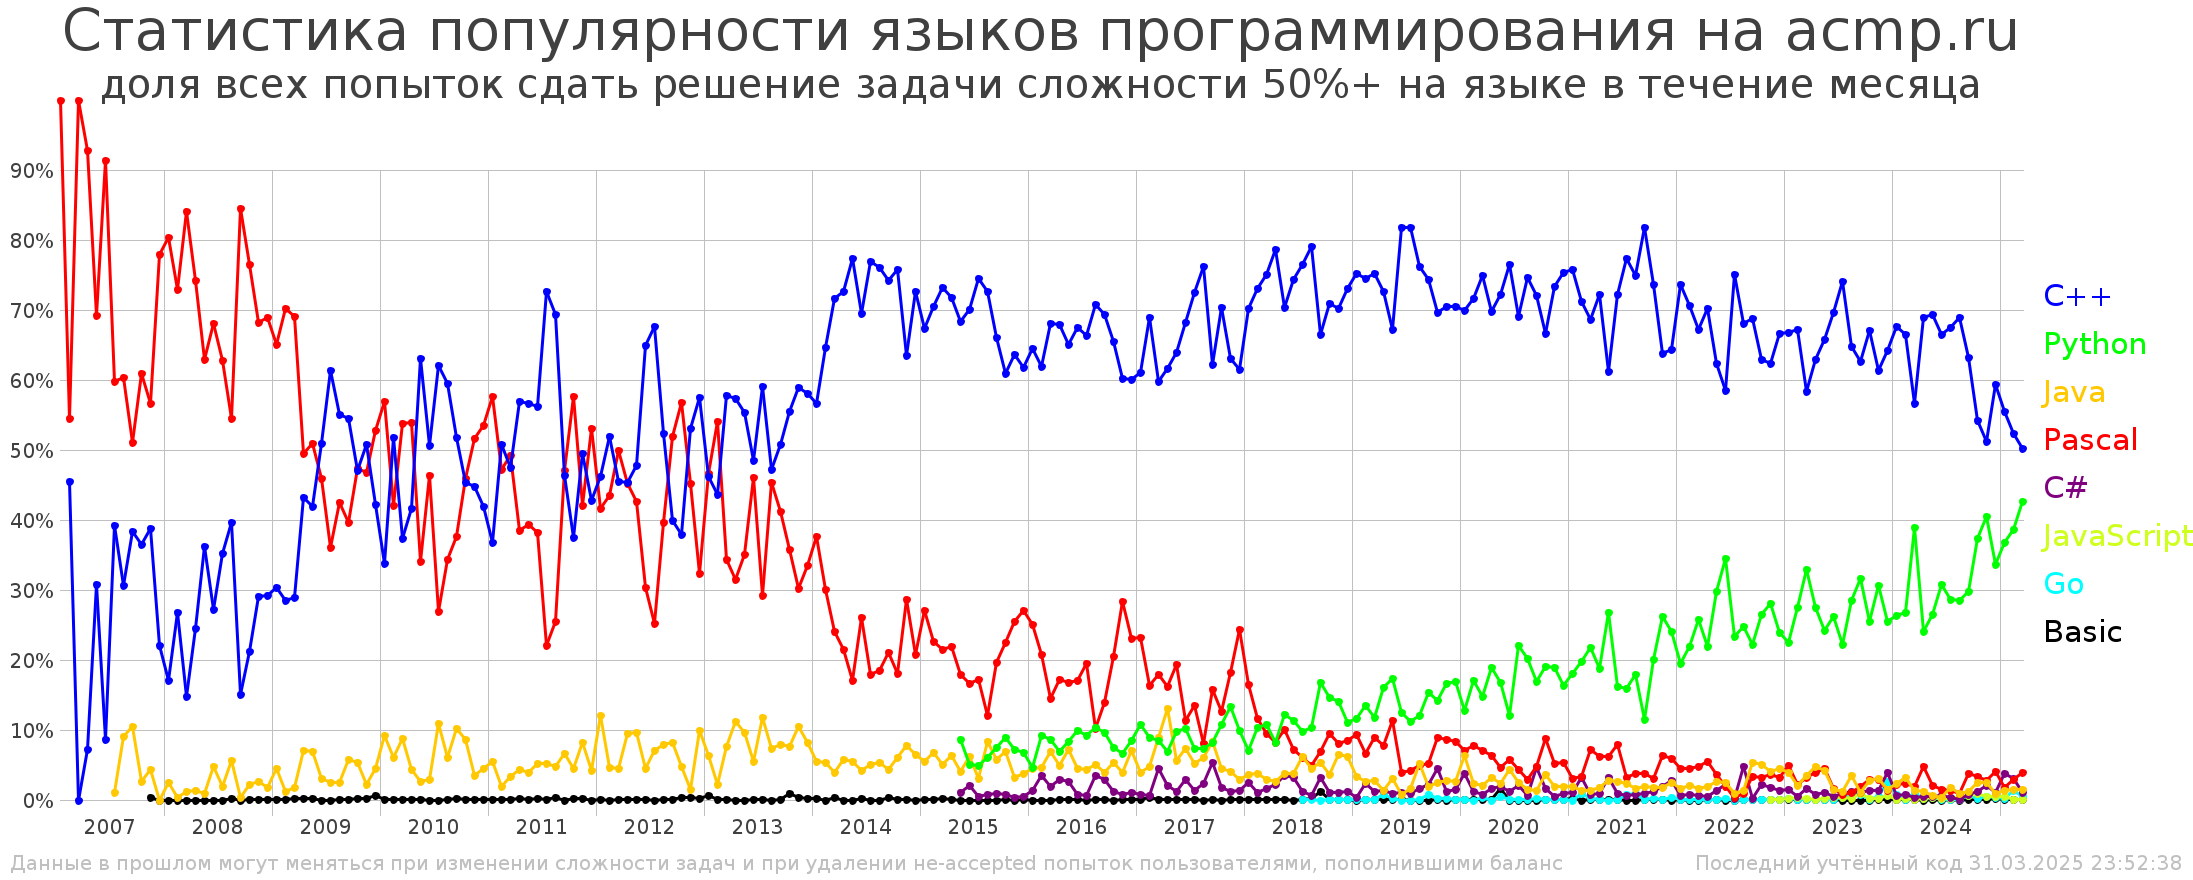 Статистика популярности языков программирования на acmp.ru
доля всех попыток сдать решение задачи сложности 50%+ на языке в течение месяца
90%
80%
70%
60%
50%
40%
30%
20%
10%
0%
C++
Python
Java
Pascal
C#
JavaScript
Go
Basic
2007 2008 2009 2010 2011 2012 2013 2014 2015 2016 2017 2018 2019 2020 2021 2022 2023 2024
Данные в прошлом могут меняться при изменении сложности задач и при удалении не-accepted попыток пользователями, пополнившими баланс
Последний учтённый код 31.03.2025 23:52:38